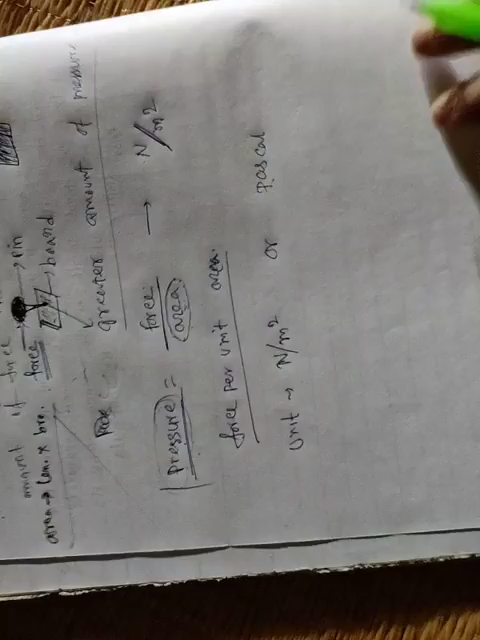 amount of force → pin
area → len. × bre. force → board
greater amount of pressure
Pressure = force / area → N/m²
force per unit area.
Unit → N/m² or Pascal